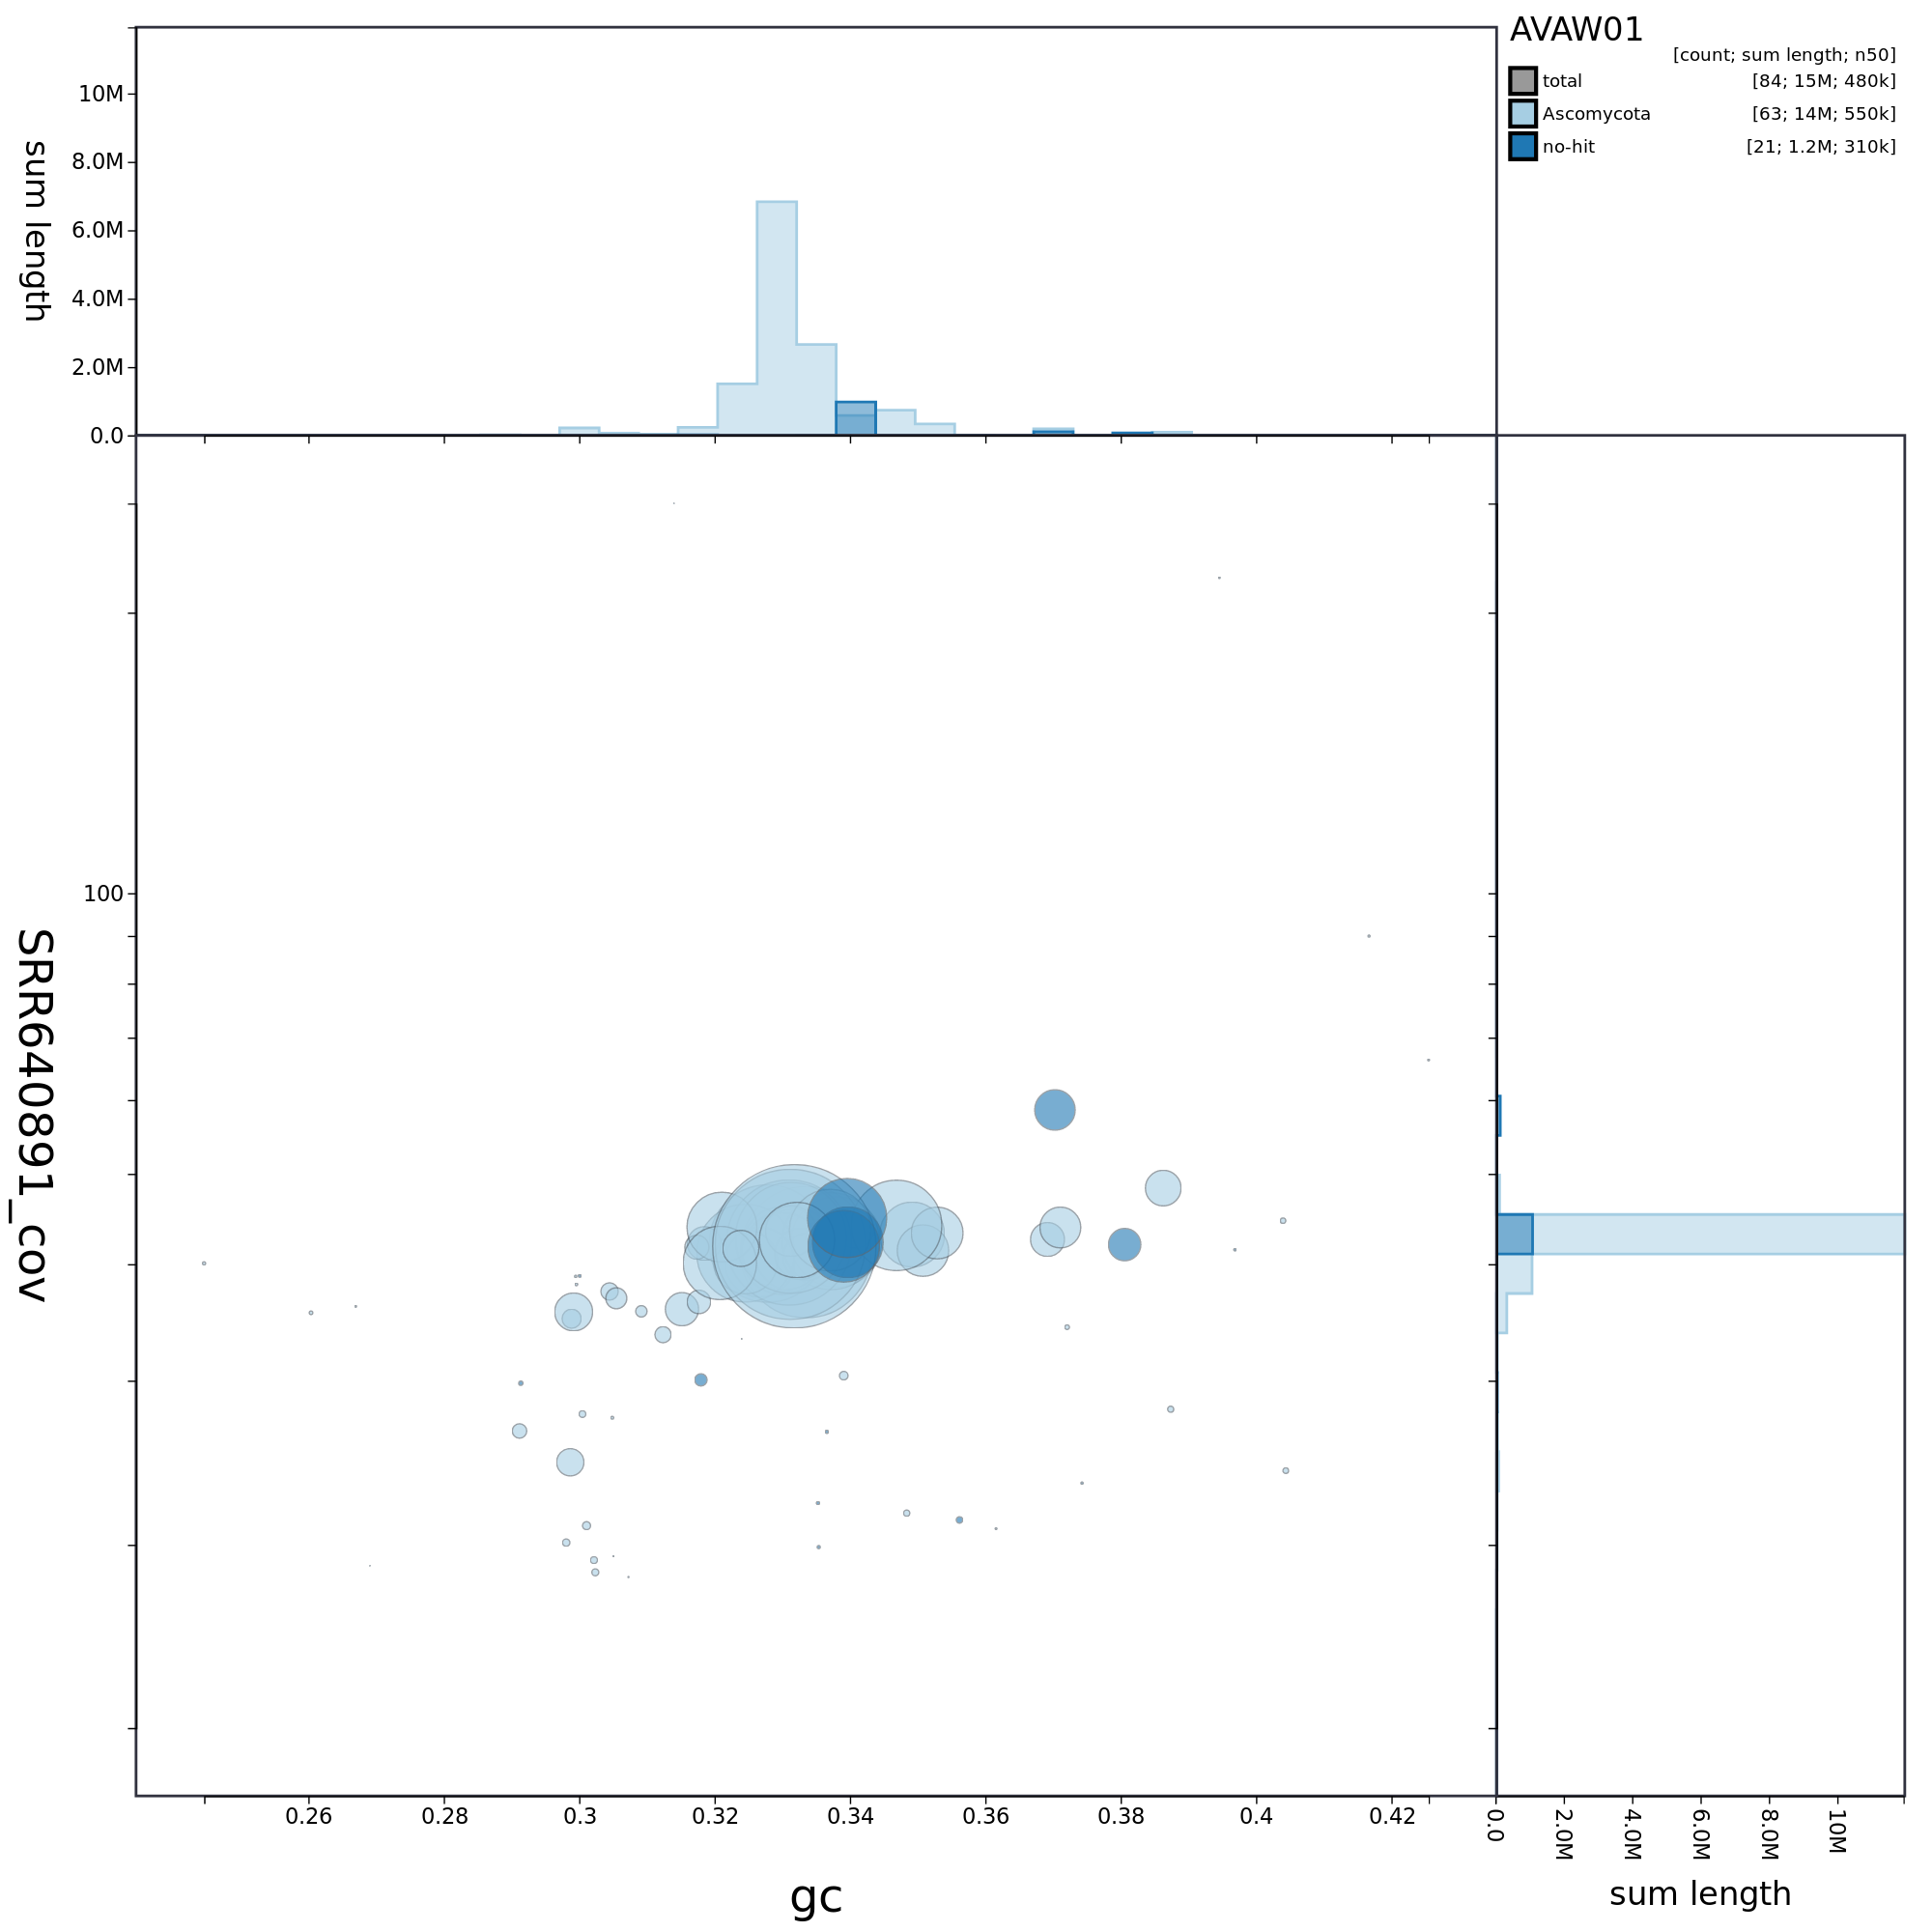 AVAW01
[count; sum length; n50]
total [84; 15M; 480k]
Ascomycota [63; 14M; 550k]
no-hit [21; 1.2M; 310k]
sum length
10M
8.0M
6.0M
4.0M
2.0M
0.0
SRR640891_cov
100
0.26 0.28 0.3 0.32 0.34 0.36 0.38 0.4 0.42
gc
0.0 2.0M 4.0M 6.0M 8.0M 10M
sum length